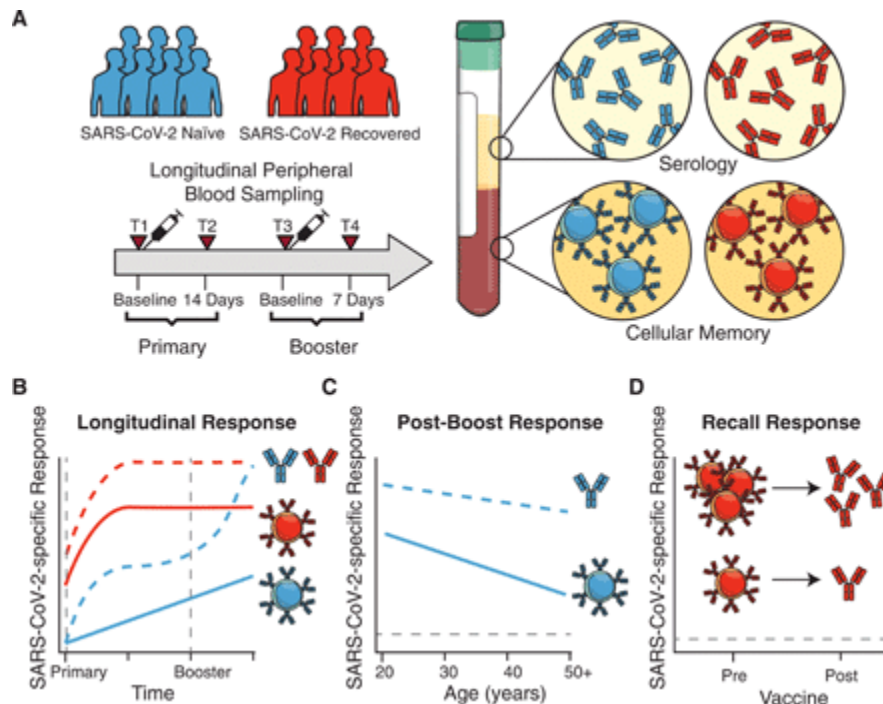 A
SARS-CoV-2 Naïve
SARS-CoV-2 Recovered
Longitudinal Peripheral
Blood Sampling
T1
T2
T3
T4
Baseline
14 Days
Baseline
7 Days
Primary
Booster
Serology
Cellular Memory
B
Longitudinal Response
SARS-CoV-2-specific Response
Primary
Booster
Time
C
Post-Boost Response
SARS-CoV-2-specific Response
20
30
40
50+
Age (years)
D
Recall Response
SARS-CoV-2-specific Response
Pre
Post
Vaccine